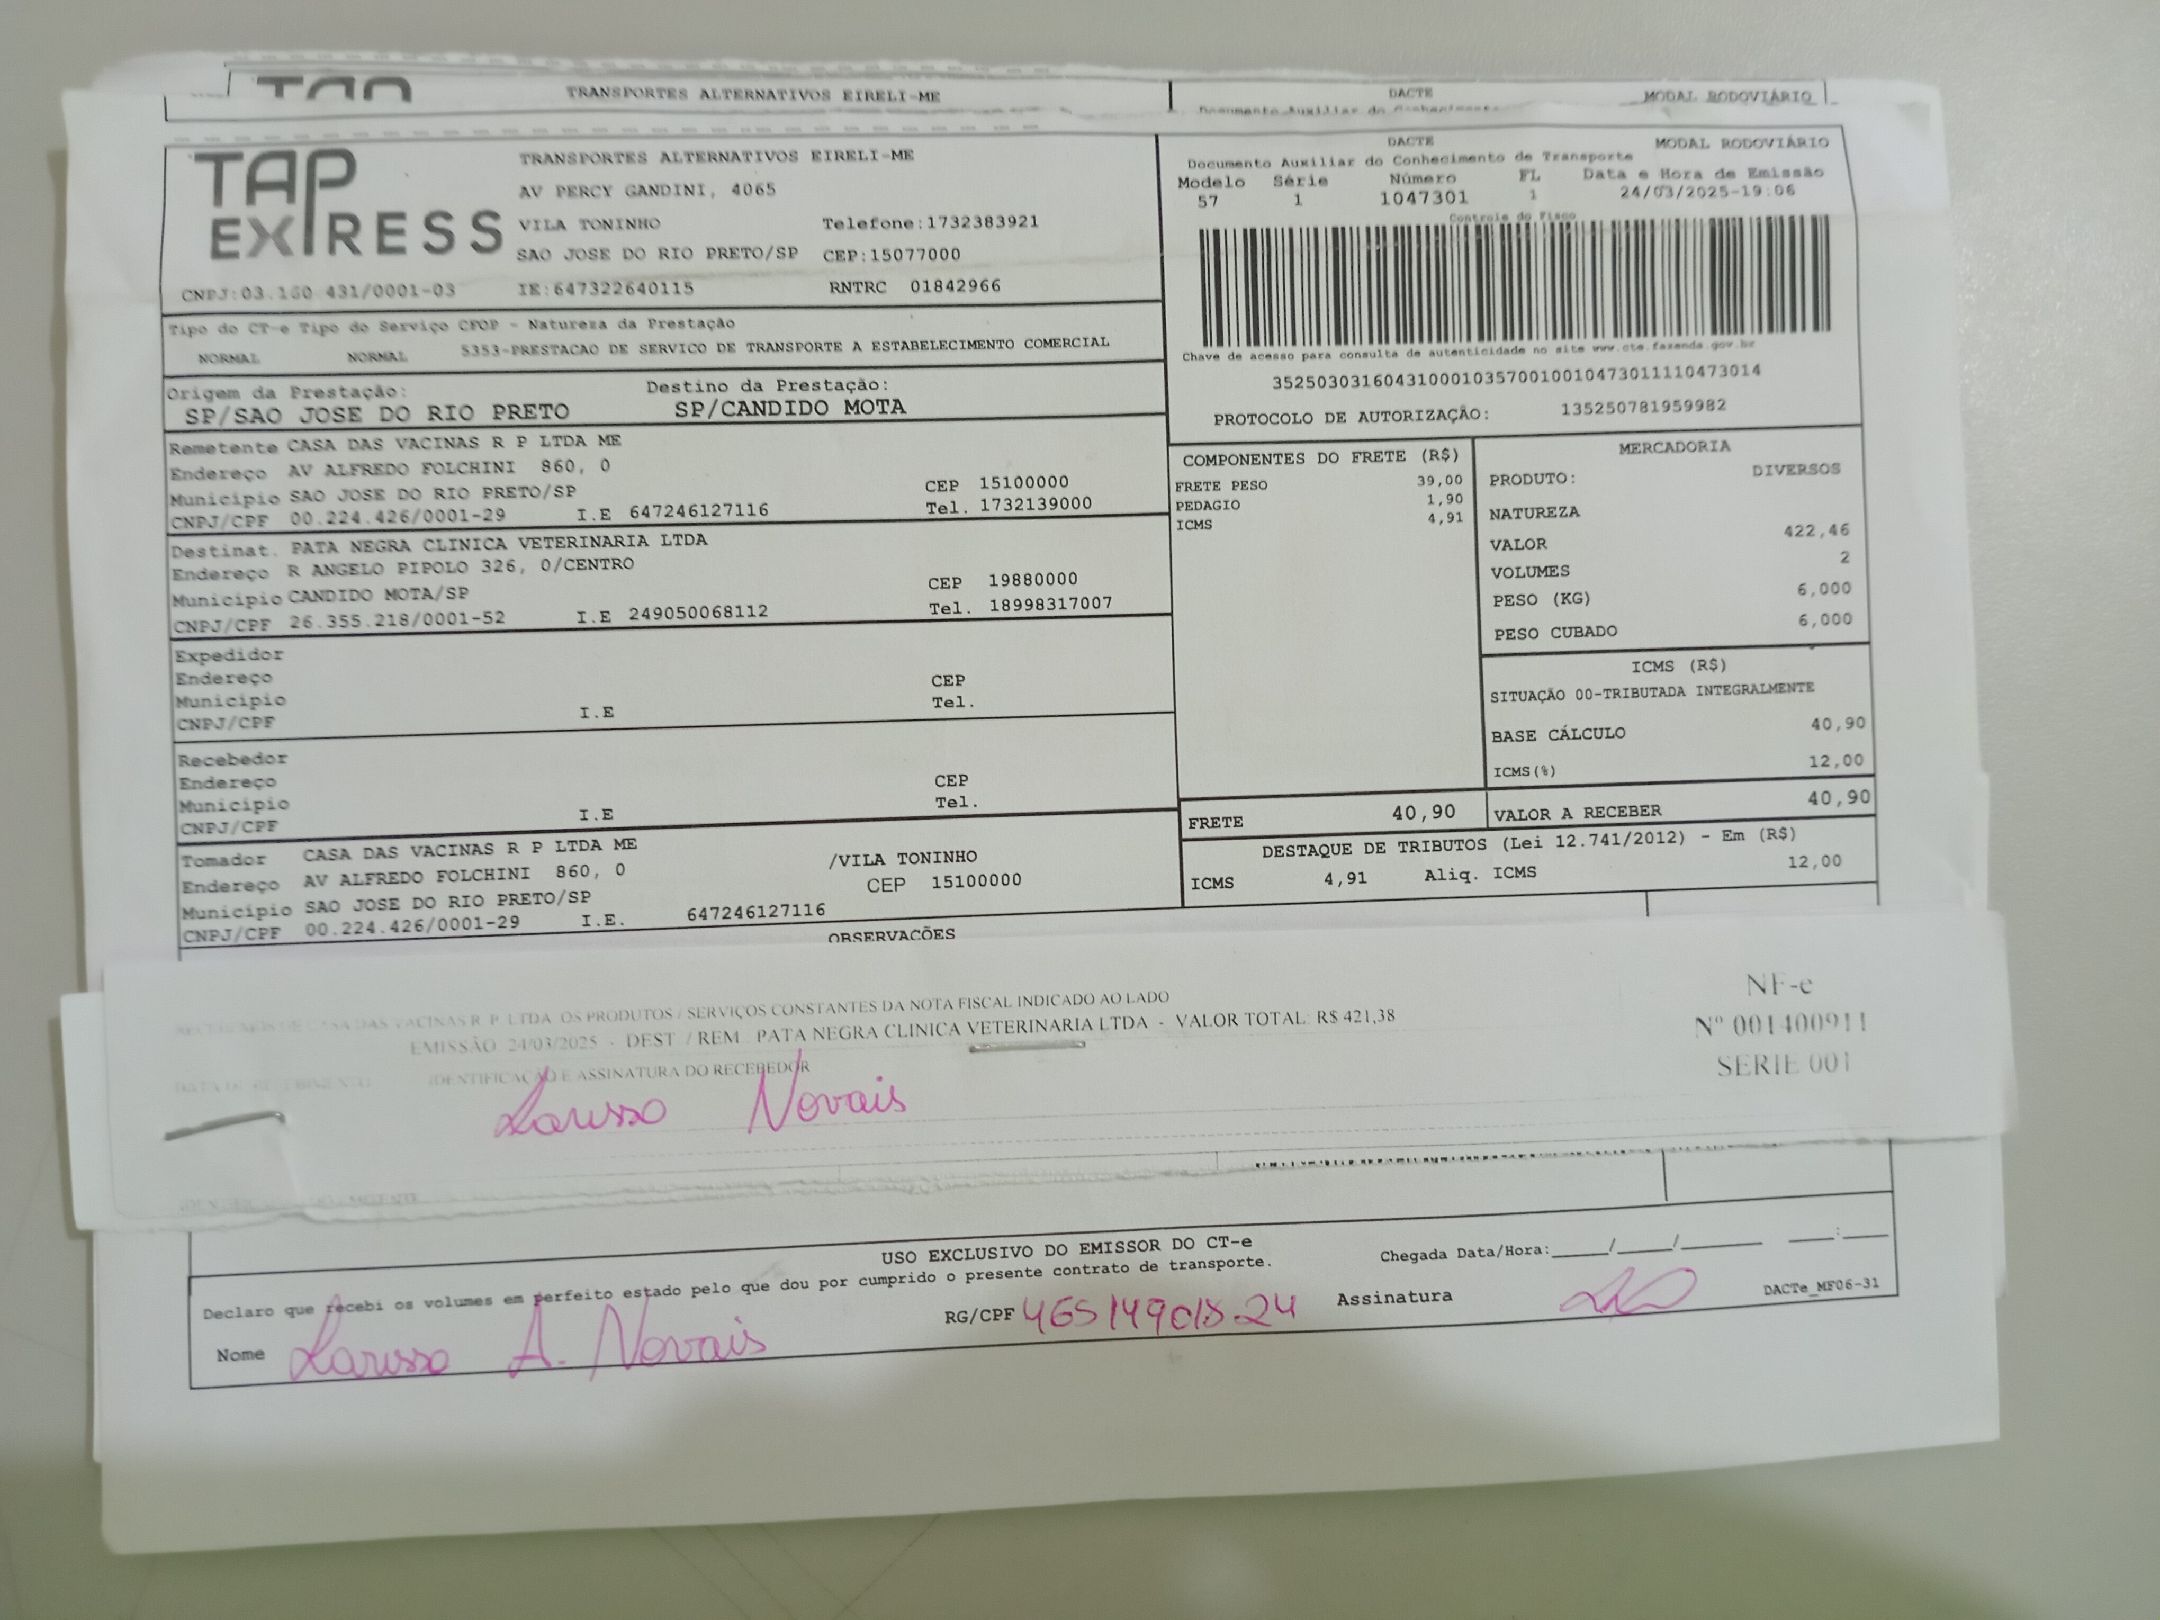 TRANSPORTES ALTERNATIVOS EIRELI-ME
DACTE
MODAL RODOVIÁRIO
TAP EXPRESS
TRANSPORTES ALTERNATIVOS EIRELI-ME
AV PERCY GANDINI, 4065
VILA TONINHO Telefone:1732383921
SAO JOSE DO RIO PRETO/SP CEP:15077000
CNPJ:03.160 431/0001-03 IE:647322640115 RNTRC 01842966
DACTE MODAL RODOVIÁRIO
Documento Auxiliar do Conhecimento de Transporte
Modelo Série Número FL Data e Hora de Emissão
57 1 1047301 1 24/03/2025-19:06
Controle do Fisco
Chave de acesso para consulta de autenticidade no site www.cte.fazenda.gov.br
35250303160431000103570010010473011110473014
PROTOCOLO DE AUTORIZAÇÃO: 135250781959982
Tipo do CT-e Tipo do Serviço CFOP - Natureza da Prestação
NORMAL NORMAL 5353-PRESTACAO DE SERVICO DE TRANSPORTE A ESTABELECIMENTO COMERCIAL
Origem da Prestação: Destino da Prestação:
SP/SAO JOSE DO RIO PRETO SP/CANDIDO MOTA
Remetente CASA DAS VACINAS R P LTDA ME
Endereço AV ALFREDO FOLCHINI 860, 0
Município SAO JOSE DO RIO PRETO/SP CEP 15100000
CNPJ/CPF 00.224.426/0001-29 I.E 647246127116 Tel. 1732139000
Destinat. PATA NEGRA CLINICA VETERINARIA LTDA
Endereço R ANGELO PIPOLO 326, 0/CENTRO
Município CANDIDO MOTA/SP CEP 19880000
CNPJ/CPF 26.355.218/0001-52 I.E 249050068112 Tel. 18998317007
Expedidor
Endereço
Município CEP
CNPJ/CPF I.E Tel.
Recebedor
Endereço
Município CEP
CNPJ/CPF I.E Tel.
Tomador CASA DAS VACINAS R P LTDA ME
Endereço AV ALFREDO FOLCHINI 860, 0 /VILA TONINHO
Município SAO JOSE DO RIO PRETO/SP CEP 15100000
CNPJ/CPF 00.224.426/0001-29 I.E. 647246127116
COMPONENTES DO FRETE (R$)
FRETE PESO 39,00
PEDAGIO 1,90
ICMS 4,91
MERCADORIA
PRODUTO: DIVERSOS
NATUREZA
VALOR 422,46
VOLUMES 2
PESO (KG) 6,000
PESO CUBADO 6,000
ICMS (R$)
SITUAÇÃO 00-TRIBUTADA INTEGRALMENTE
BASE CÁLCULO 40,90
ICMS(%) 12,00
FRETE 40,90 VALOR A RECEBER 40,90
DESTAQUE DE TRIBUTOS (Lei 12.741/2012) - Em (R$)
ICMS 4,91 Aliq. ICMS 12,00
OBSERVAÇÕES
DE CASA DAS VACINAS R P LTDA OS PRODUTOS / SERVIÇOS CONSTANTES DA NOTA FISCAL INDICADO AO LADO
EMISSÃO: 24/03/2025 - DEST. / REM. PATA NEGRA CLINICA VETERINARIA LTDA - VALOR TOTAL: R$ 421,38
IDENTIFICAÇÃO E ASSINATURA DO RECEBEDOR
Larissa Novais
NF-e
Nº 001400911
SERIE 001
USO EXCLUSIVO DO EMISSOR DO CT-e
Declaro que recebi os volumes em perfeito estado pelo que dou por cumprido o presente contrato de transporte.
Chegada Data/Hora:_____/_____/_______ ____:____
Nome Larissa A. Novais RG/CPF Assinatura DACTe_MF06-31